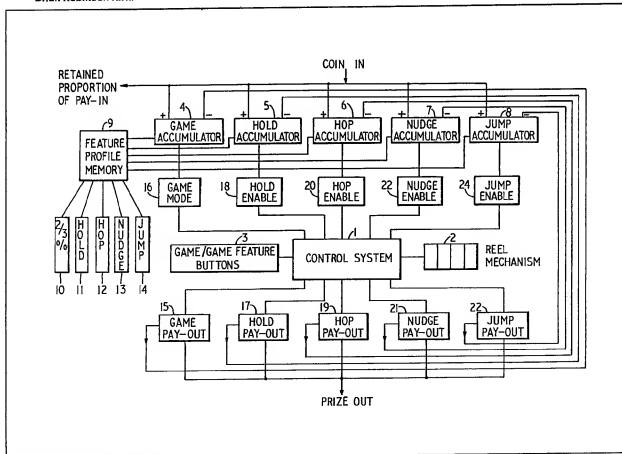 COIN IN
RETAINED
PROPORTION
OF PAY-IN
+ 4 - + 5 - + 6 - + 7 - + 8 -
GAME
ACCUMULATOR
HOLD
ACCUMULATOR
HOP
ACCUMULATOR
NUDGE
ACCUMULATOR
JUMP
ACCUMULATOR
9
FEATURE
PROFILE
MEMORY
16
GAME
MODE
18
HOLD
ENABLE
20
HOP
ENABLE
22
NUDGE
ENABLE
24
JUMP
ENABLE
2/3%
HOLD
HOP
NUDGE
JUMP
10 11 12 13 14
3
GAME/GAME FEATURE
BUTTONS
1
CONTROL SYSTEM
2
REEL
MECHANISM
15
GAME
PAY-OUT
17
HOLD
PAY-OUT
19
HOP
PAY-OUT
21
NUDGE
PAY-OUT
22
JUMP
PAY-OUT
PRIZE OUT